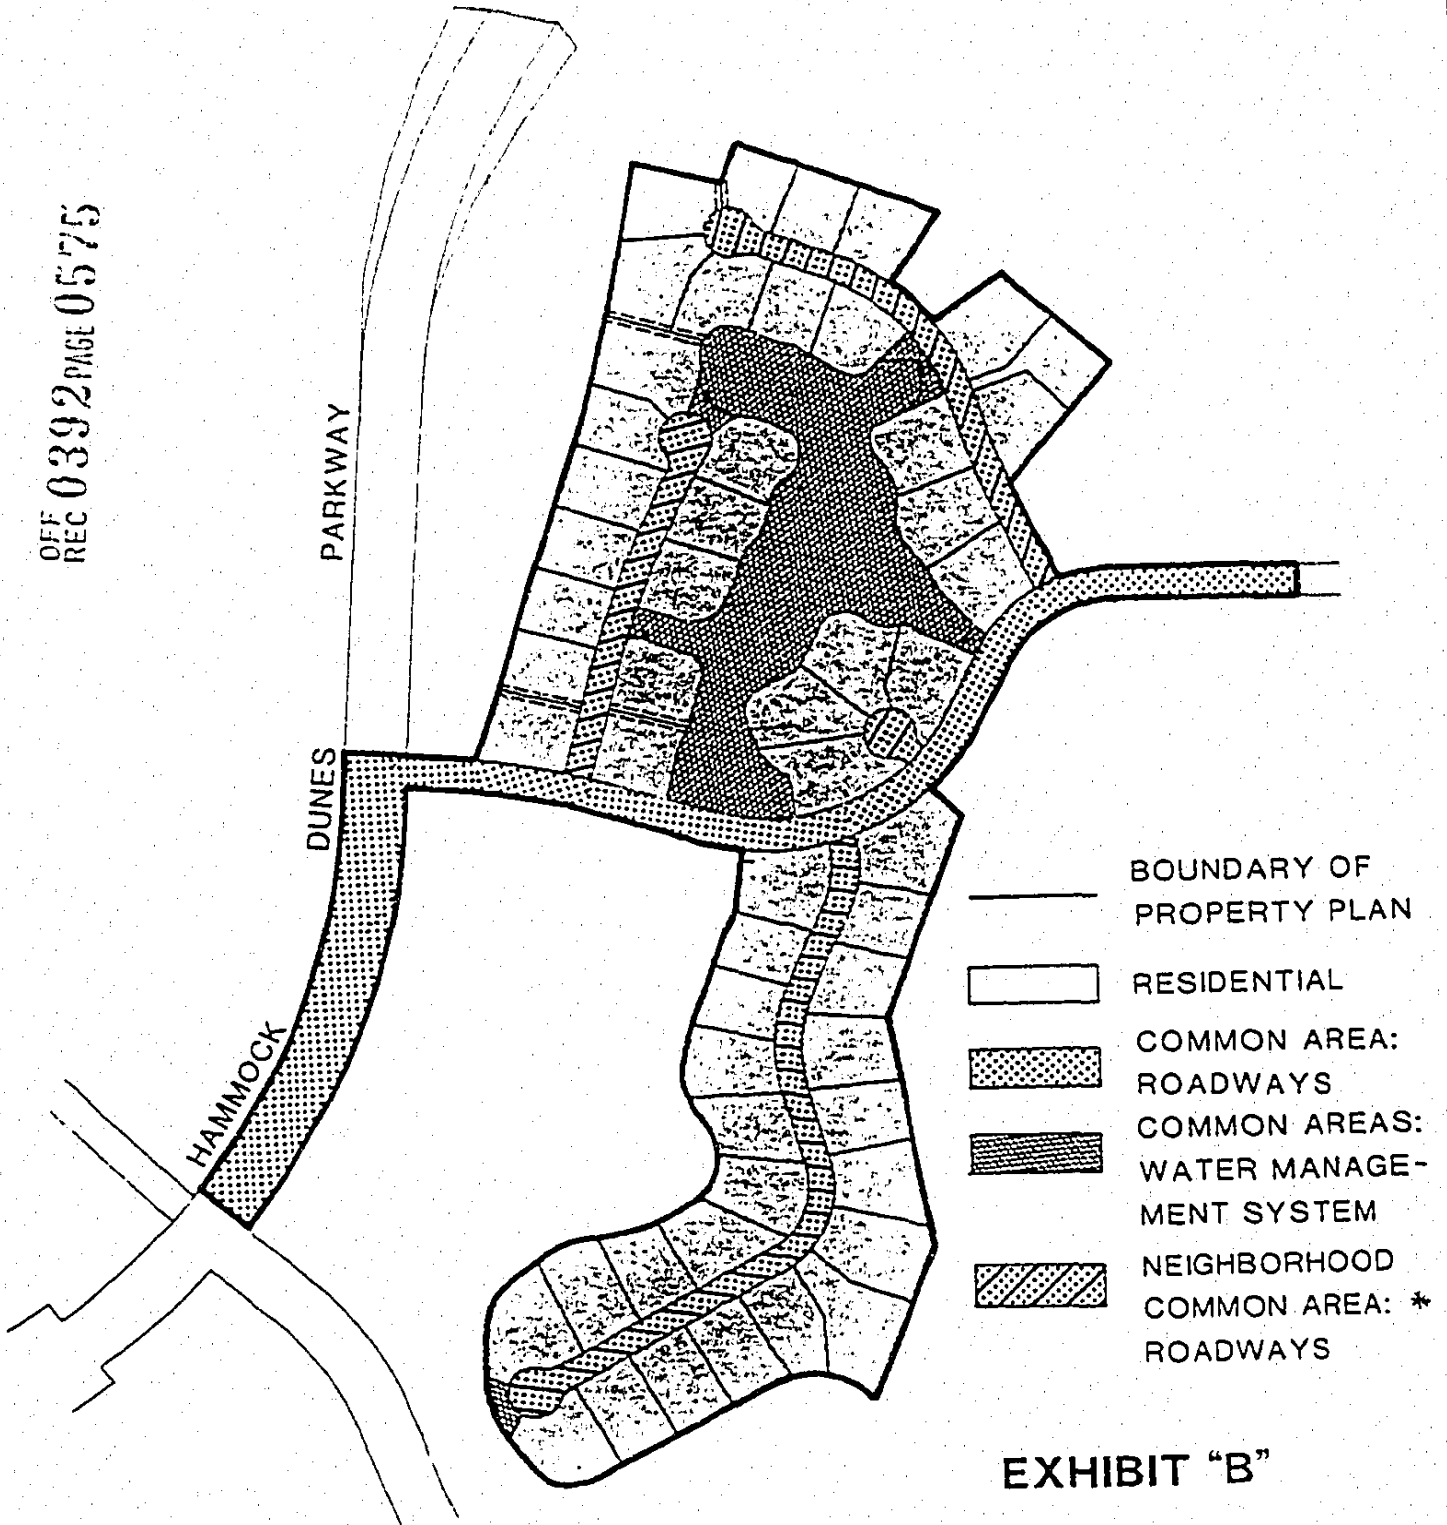 OFF
REC 0392 PAGE 0575
PARKWAY
DUNES
HAMMOCK
BOUNDARY OF
PROPERTY PLAN
RESIDENTIAL
COMMON AREA:
ROADWAYS
COMMON AREAS:
WATER MANAGE-
MENT SYSTEM
NEIGHBORHOOD
COMMON AREA: *
ROADWAYS
EXHIBIT "B"